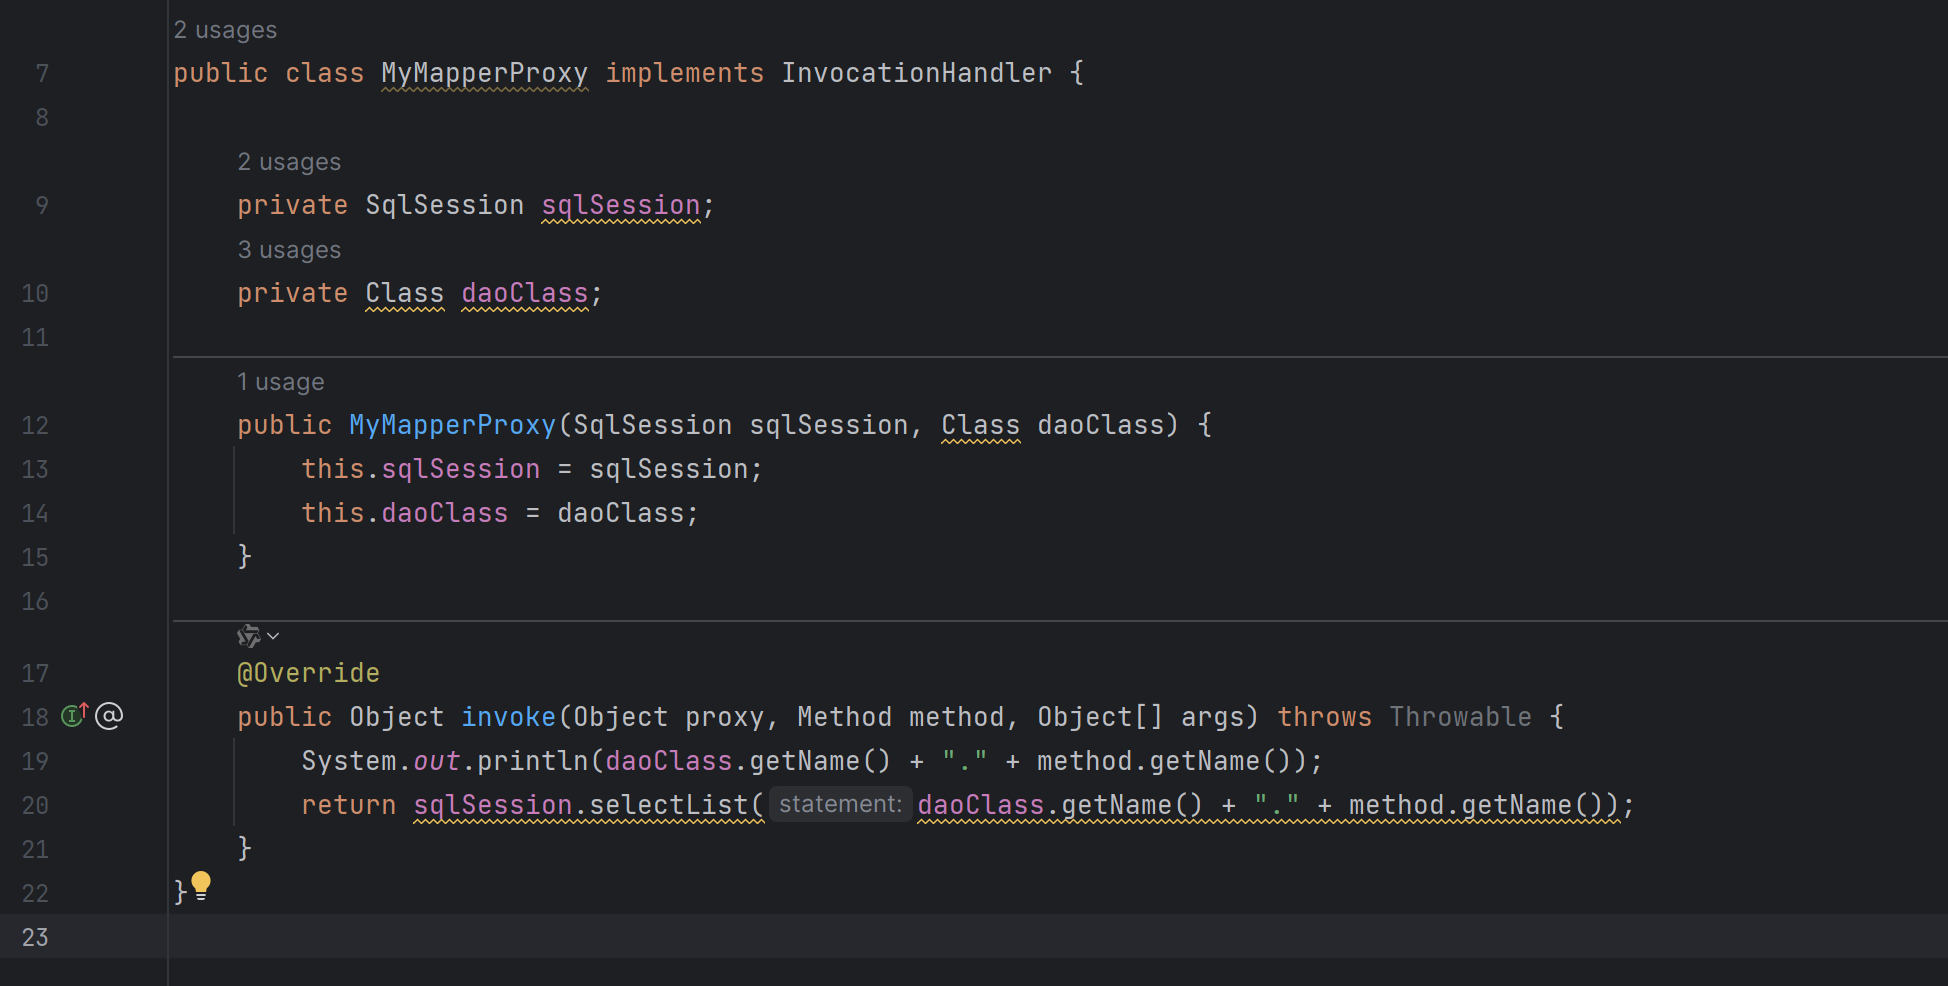 2 usages
7 public class MyMapperProxy implements InvocationHandler {
8
2 usages
9 private SqlSession sqlSession;
3 usages
10 private Class daoClass;
11
1 usage
12 public MyMapperProxy(SqlSession sqlSession, Class daoClass) {
13 this.sqlSession = sqlSession;
14 this.daoClass = daoClass;
15 }
16
17 @Override
18 @ public Object invoke(Object proxy, Method method, Object[] args) throws Throwable {
19 System.out.println(daoClass.getName() + "." + method.getName());
20 return sqlSession.selectList( statement: daoClass.getName() + "." + method.getName());
21 }
22 }
23